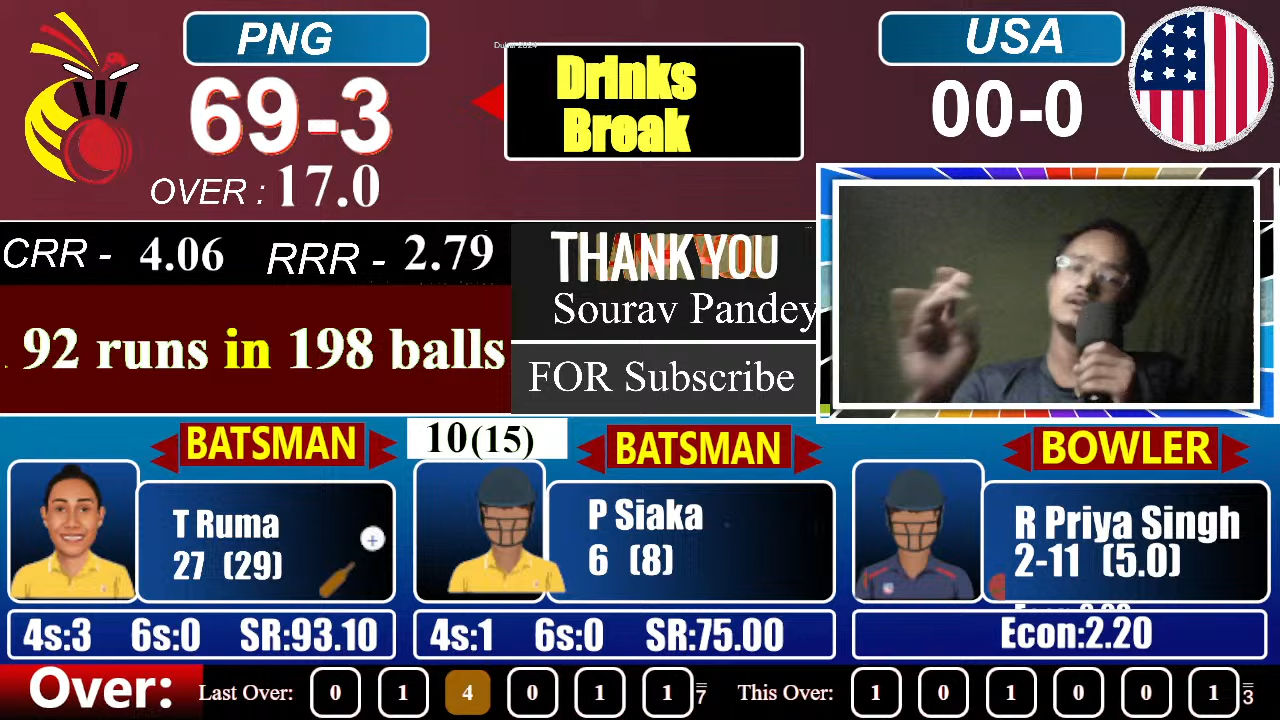 PNG
69-3
OVER : 17.0
Dubai 2024
Drinks
Break
USA
00-0
CRR - 4.06 RRR - 2.79
92 runs in 198 balls
THANK YOU
Sourav Pandey
FOR Subscribe
BATSMAN
10(15)
BATSMAN
BOWLER
T Ruma
27 (29)
P Siaka
6 (8)
R Priya Singh
2-11 (5.0)
4s:3 6s:0 SR:93.10
4s:1 6s:0 SR:75.00
Econ:2.20
Over: Last Over: 0 1 4 0 1 1 =7 This Over: 1 0 1 0 0 1 =3